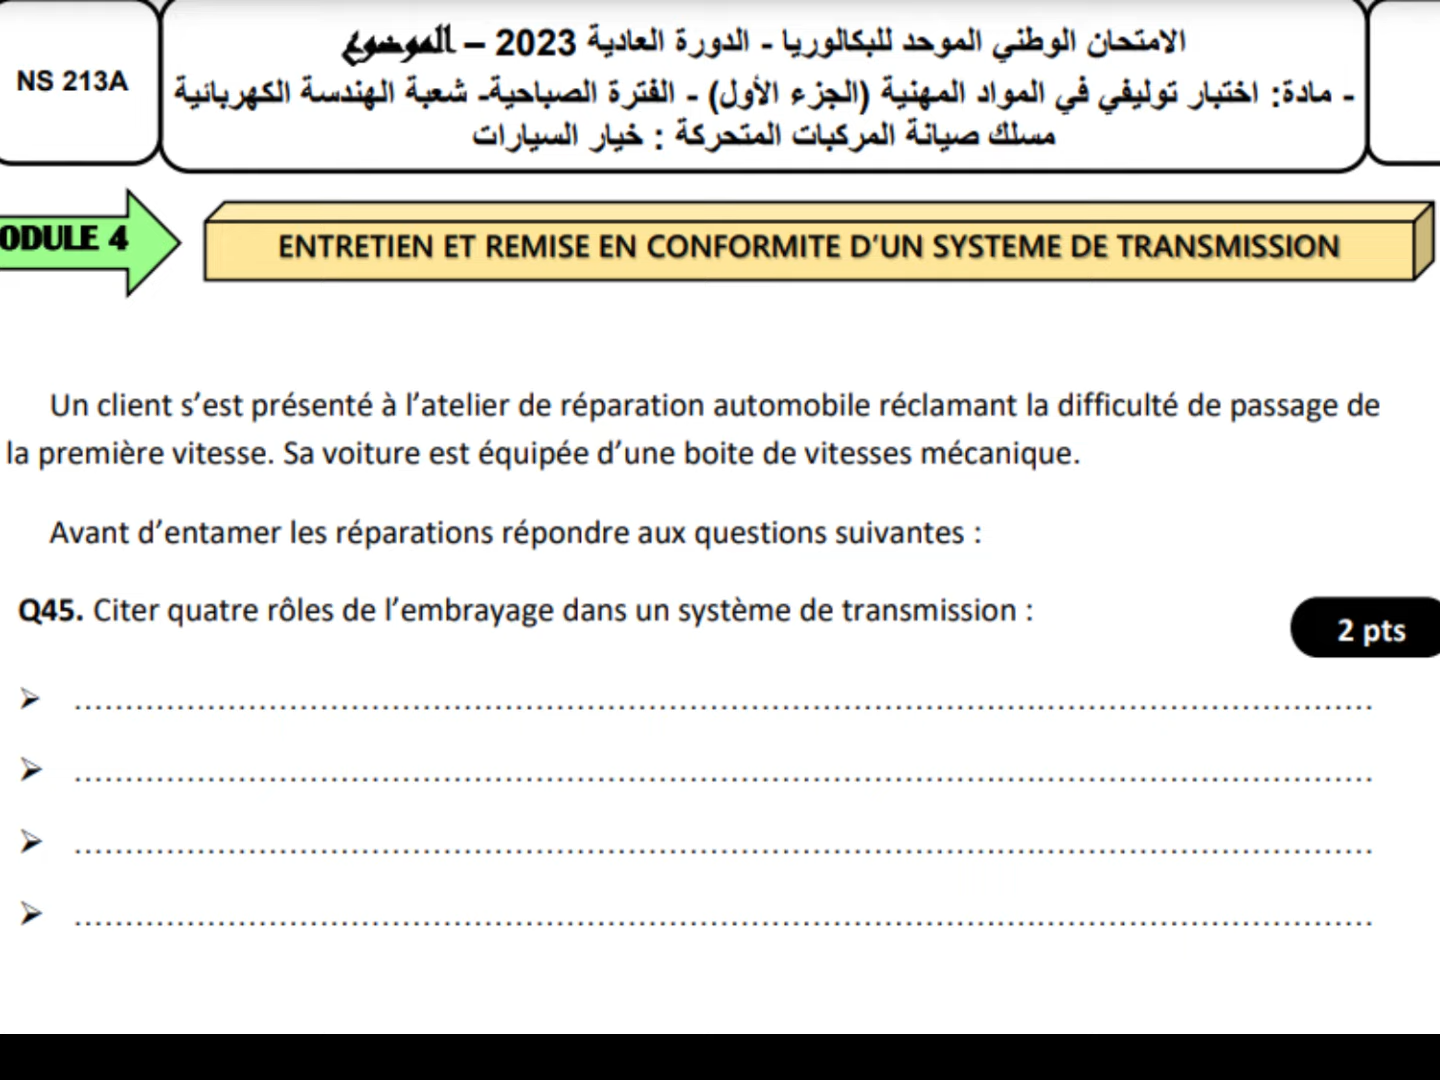 الامتحان الوطني الموحد للبكالوريا - الدورة العادية 2023 – الموضوع
NS 213A
- مادة: اختبار توليفي في المواد المهنية (الجزء الأول) - الفترة الصباحية- شعبة الهندسة الكهربائية
مسلك صيانة المركبات المتحركة : خيار السيارات
ODULE 4
ENTRETIEN ET REMISE EN CONFORMITE D’UN SYSTEME DE TRANSMISSION
Un client s’est présenté à l’atelier de réparation automobile réclamant la difficulté de passage de
la première vitesse. Sa voiture est équipée d’une boite de vitesses mécanique.
Avant d’entamer les réparations répondre aux questions suivantes :
Q45. Citer quatre rôles de l’embrayage dans un système de transmission :
2 pts